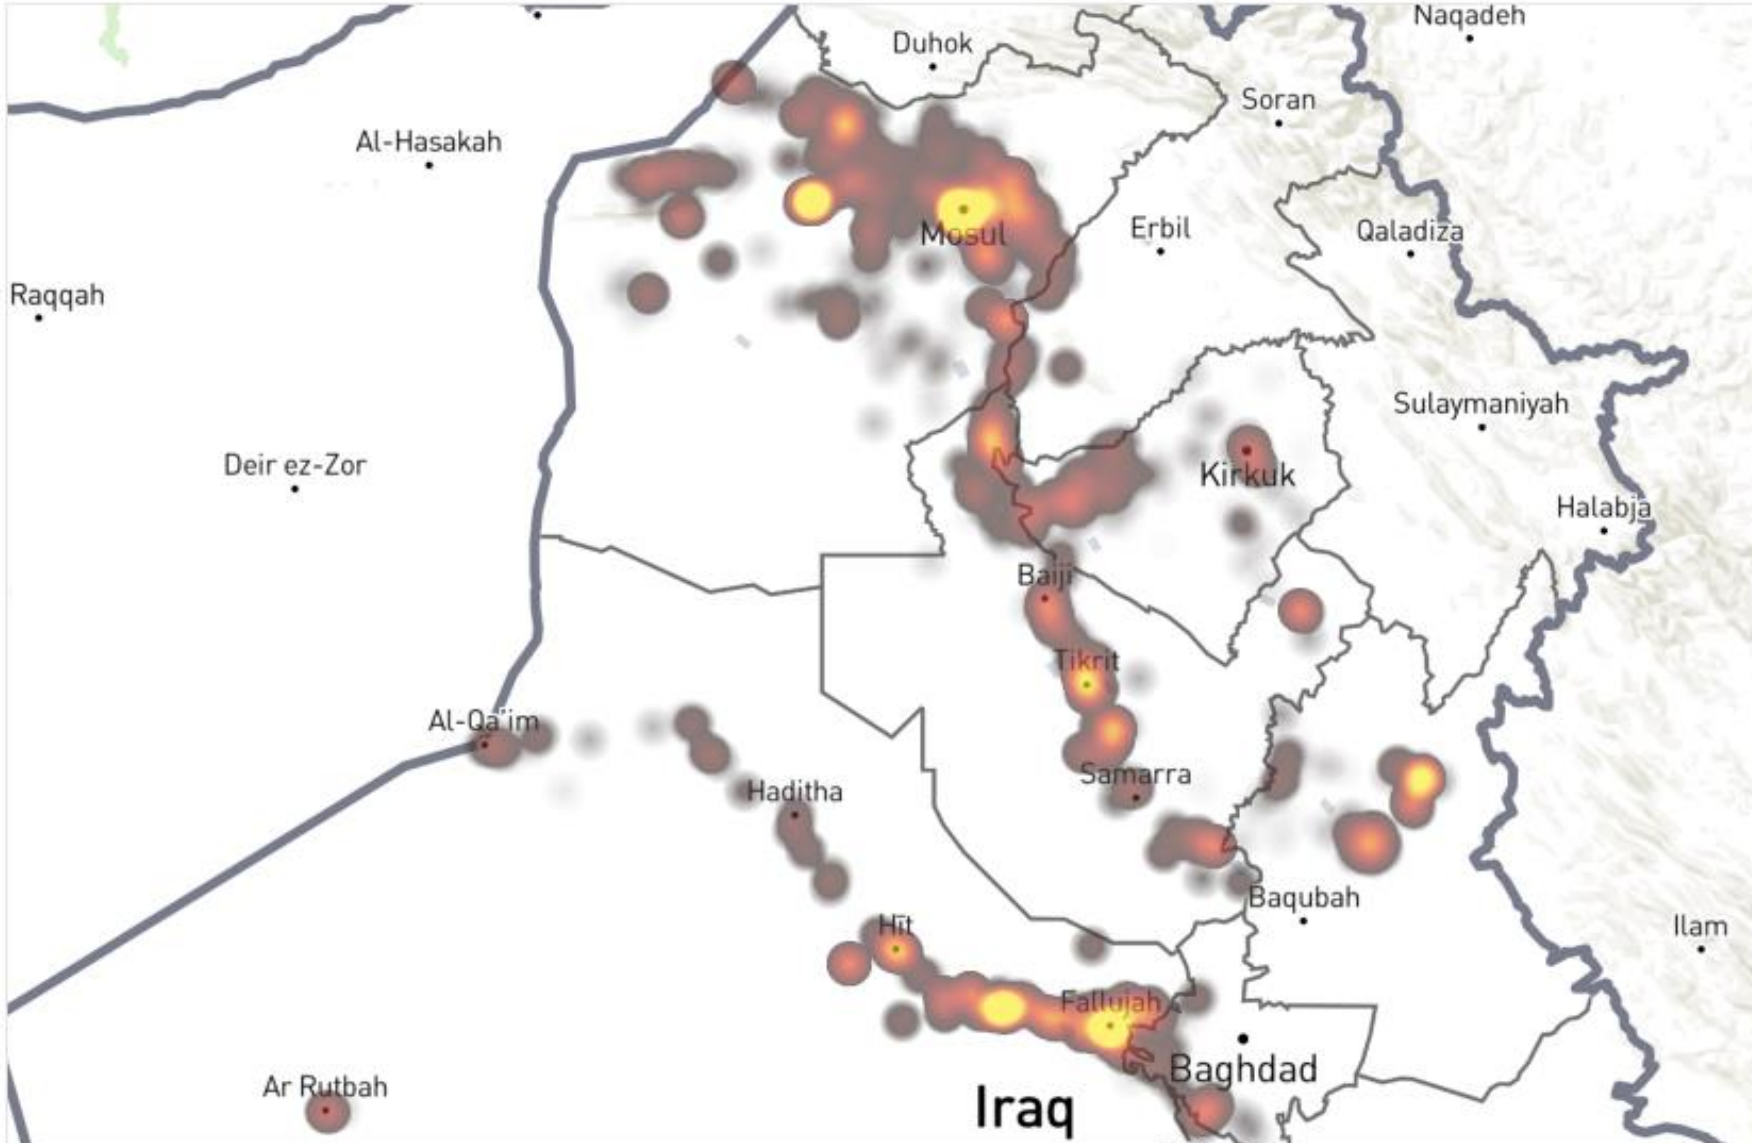 Naqadeh
Duhok
Soran
Al-Hasakah
Erbil
Qaladiza
Mosul
Raqqah
Sulaymaniyah
Deir ez-Zor
Kirkuk
Halabja
Baiji
Tikrit
Al-Qa'im
Samarra
Haditha
Baqubah
Hīt
Ilam
Fallujah
Baghdad
Ar Rutbah
Iraq